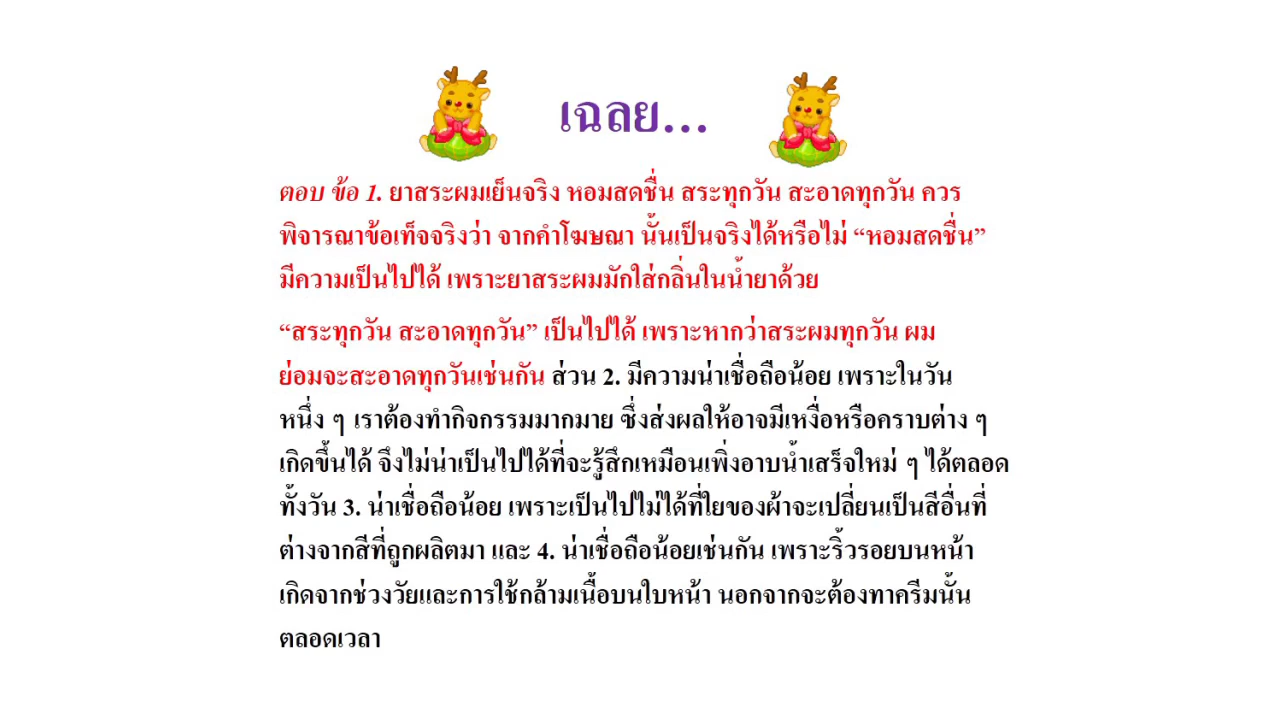 เฉลย...
ตอบ ข้อ 1. ยาสระผมเย็นจริง หอมสดชื่น สระทุกวัน สะอาดทุกวัน ควร
พิจารณาข้อเท็จจริงว่า จากคำโฆษณา นั้นเป็นจริงได้หรือไม่ “หอมสดชื่น”
มีความเป็นไปได้ เพราะยาสระผมมักใส่กลิ่นในน้ำยาด้วย
“สระทุกวัน สะอาดทุกวัน” เป็นไปได้ เพราะหากว่าสระผมทุกวัน ผม
ย่อมจะสะอาดทุกวันเช่นกัน ส่วน 2. มีความน่าเชื่อถือน้อย เพราะในวัน
หนึ่ง ๆ เราต้องทำกิจกรรมมากมาย ซึ่งส่งผลให้อาจมีเหงื่อหรือคราบต่าง ๆ
เกิดขึ้นได้ จึงไม่น่าเป็นไปได้ที่จะรู้สึกเหมือนเพิ่งอาบน้ำเสร็จใหม่ ๆ ได้ตลอด
ทั้งวัน 3. น่าเชื่อถือน้อย เพราะเป็นไปไม่ได้ที่ใยของผ้าจะเปลี่ยนเป็นสีอื่นที่
ต่างจากสีที่ถูกผลิตมา และ 4. น่าเชื่อถือน้อยเช่นกัน เพราะริ้วรอยบนหน้า
เกิดจากช่วงวัยและการใช้กล้ามเนื้อบนใบหน้า นอกจากจะต้องทาครีมนั้น
ตลอดเวลา